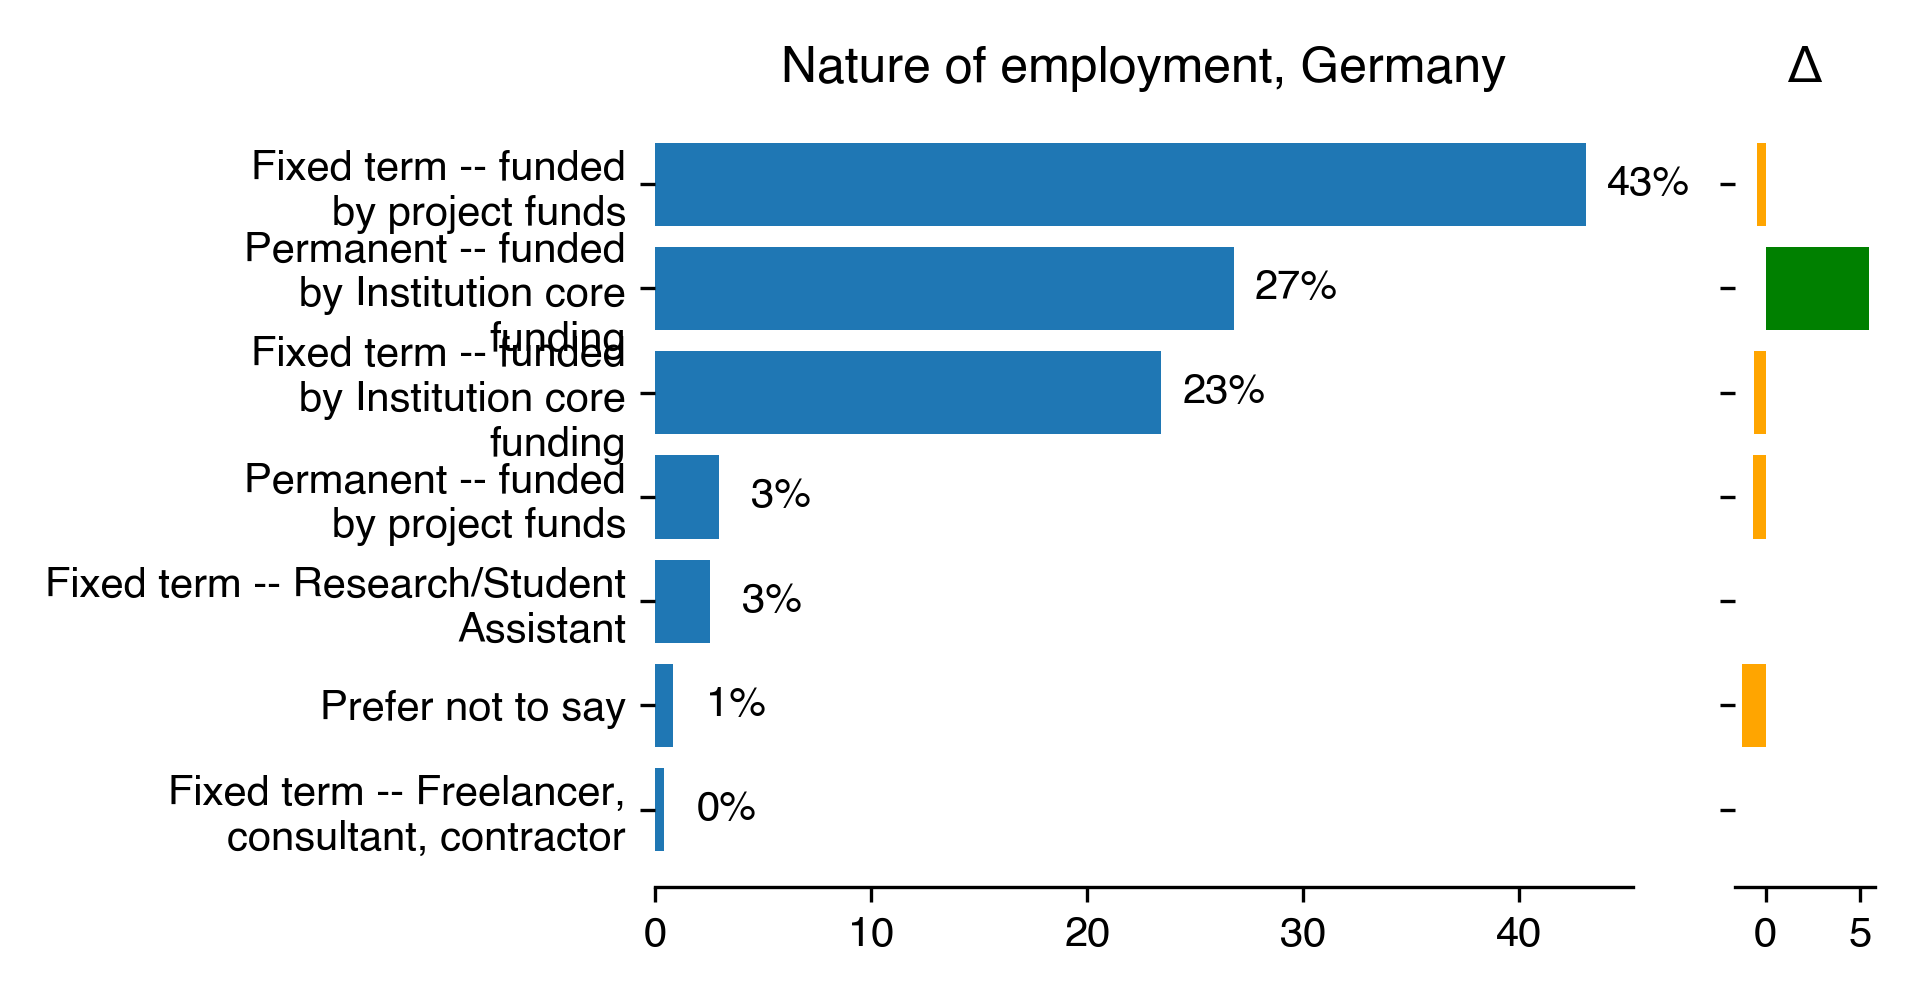 Nature of employment, Germany
Δ
Fixed term -- funded
by project funds
43%
Permanent -- funded
by Institution core
funding
27%
Fixed term -- funded
by Institution core
funding
23%
Permanent -- funded
by project funds
3%
Fixed term -- Research/Student
Assistant
3%
Prefer not to say
1%
Fixed term -- Freelancer,
consultant, contractor
0%
0 10 20 30 40
0 5